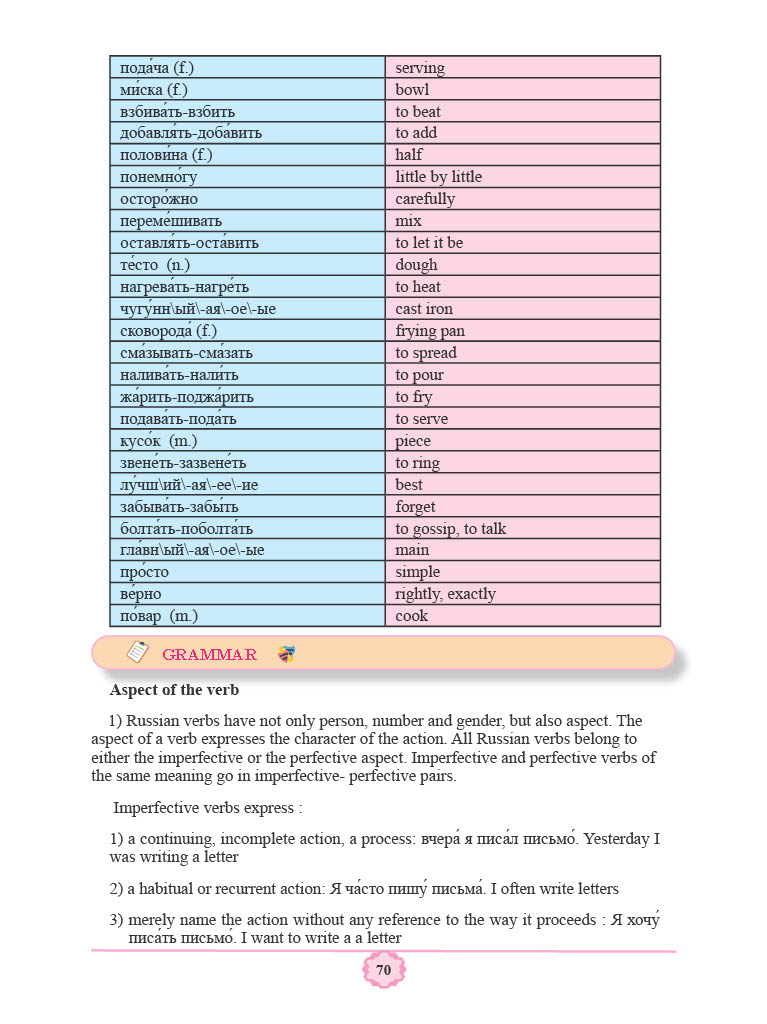 пода́ча (f.) serving
ми́ска (f.) bowl
взбива́ть-взбить to beat
добавля́ть-доба́вить to add
полови́на (f.) half
понемно́гу little by little
осторо́жно carefully
переме́шивать mix
оставля́ть-оста́вить to let it be
те́сто (n.) dough
нагрева́ть-нагре́ть to heat
чугу́нн\ый\-ая\-ое\-ые cast iron
сковорода́ (f.) frying pan
сма́зывать-сма́зать to spread
налива́ть-нали́ть to pour
жа́рить-поджа́рить to fry
подава́ть-пода́ть to serve
кусо́к (m.) piece
звене́ть-зазвене́ть to ring
лу́чш\ий\-ая\-ее\-ие best
забыва́ть-забы́ть forget
болта́ть-поболта́ть to gossip, to talk
гла́вн\ый\-ая\-ое\-ые main
про́сто simple
ве́рно rightly, exactly
по́вар (m.) cook
GRAMMAR
Aspect of the verb
1) Russian verbs have not only person, number and gender, but also aspect. The
aspect of a verb expresses the character of the action. All Russian verbs belong to
either the imperfective or the perfective aspect. Imperfective and perfective verbs of
the same meaning go in imperfective- perfective pairs.
Imperfective verbs express :
1) a continuing, incomplete action, a process: вчера́ я писа́л письмо́. Yesterday I
was writing a letter
2) a habitual or recurrent action: Я ча́сто пишу́ письма́. I often write letters
3) merely name the action without any reference to the way it proceeds : Я хочу́
писа́ть письмо́. I want to write a a letter
70